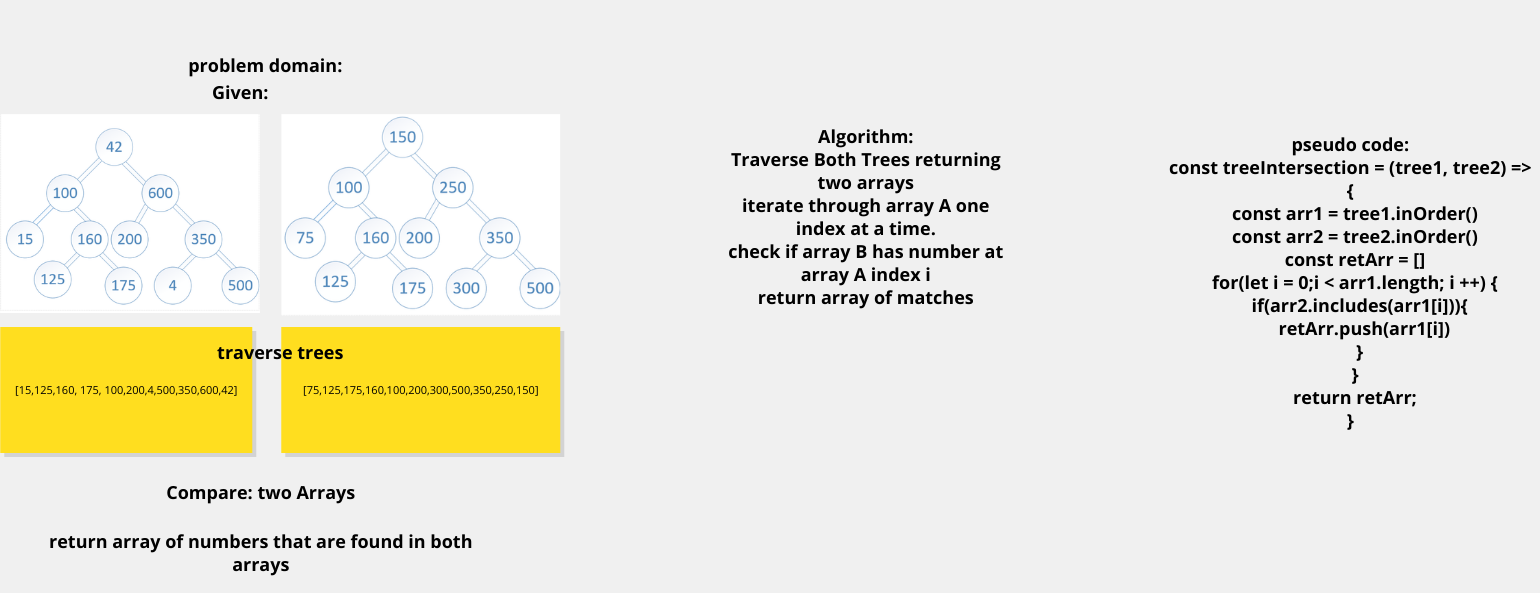 problem domain:
Given:
42
100
600
15
160
200
350
125
175
4
500
150
100
250
75
160
200
350
125
175
300
500
traverse trees
[15,125,160, 175, 100,200,4,500,350,600,42]
[75,125,175,160,100,200,300,500,350,250,150]
Compare: two Arrays
return array of numbers that are found in both
arrays
Algorithm:
Traverse Both Trees returning
two arrays
iterate through array A one
index at a time.
check if array B has number at
array A index i
return array of matches
pseudo code:
const treeIntersection = (tree1, tree2) =>
{
const arr1 = tree1.inOrder()
const arr2 = tree2.inOrder()
const retArr = []
for(let i = 0;i < arr1.length; i ++) {
if(arr2.includes(arr1[i])){
retArr.push(arr1[i])
}
}
return retArr;
}